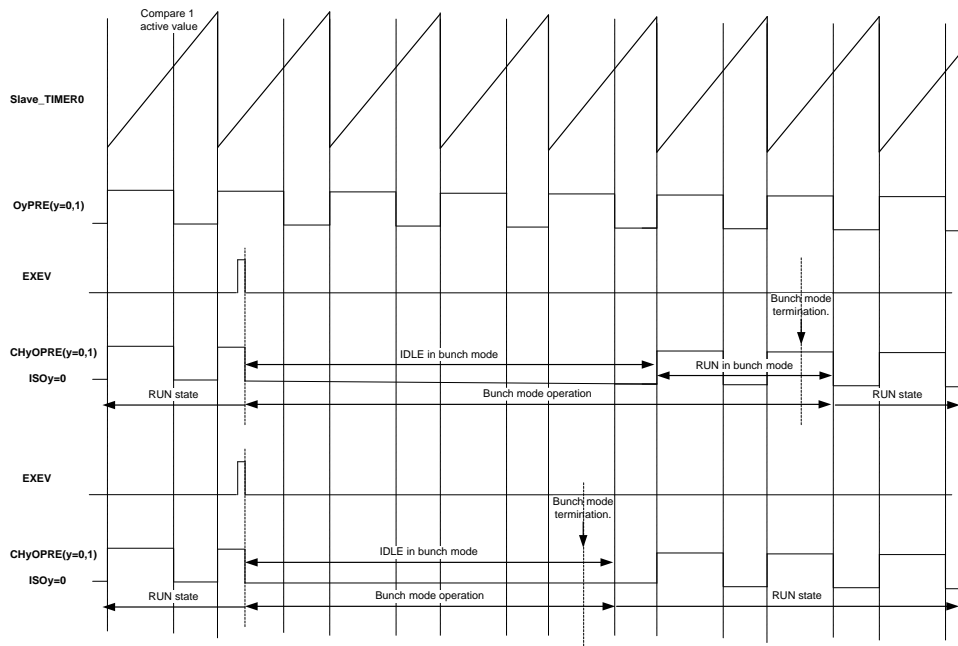 Compare 1
active value
Slave_TIMER0
OyPRE(y=0,1)
EXEV
Bunch mode
termination.
CHyOPRE(y=0,1)
IDLE in bunch mode
RUN in bunch mode
ISOy=0
RUN state
Bunch mode operation
RUN state
EXEV
Bunch mode
termination.
CHyOPRE(y=0,1)
IDLE in bunch mode
ISOy=0
RUN state
Bunch mode operation
RUN state